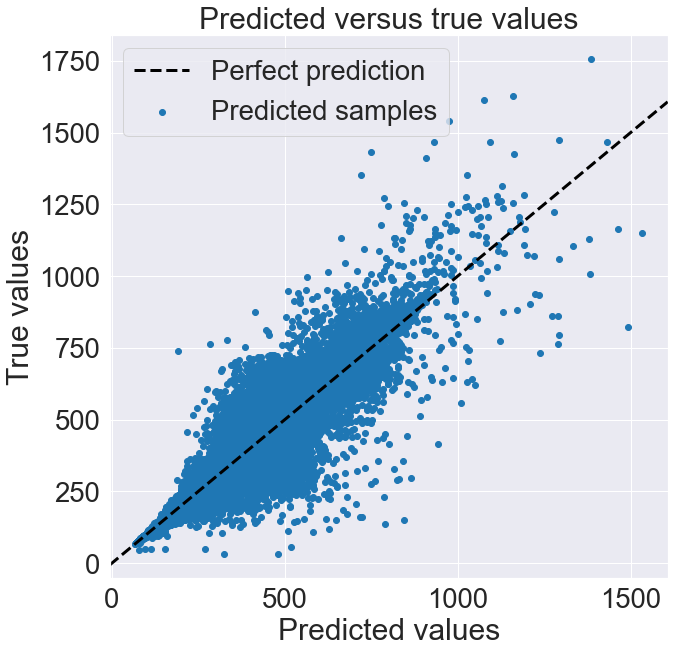 Predicted versus true values
Perfect prediction
Predicted samples
True values
1750
1500
1250
1000
750
500
250
0
0 500 1000 1500
Predicted values